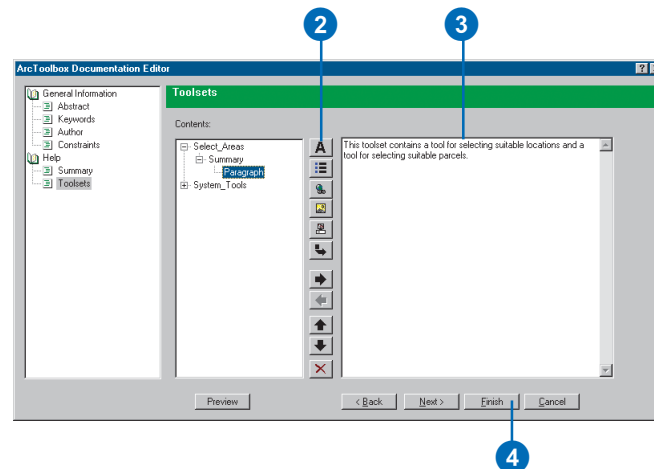 2
3
ArcToolbox Documentation Editor
?
General Information
Abstract
Keywords
Author
Constraints
Help
Summary
Toolsets
Toolsets
Contents:
Select_Areas
Summary
Paragraph
System_Tools
A
This toolset contains a tool for selecting suitable locations and a
tool for selecting suitable parcels.
Preview
< Back
Next >
Finish
Cancel
4